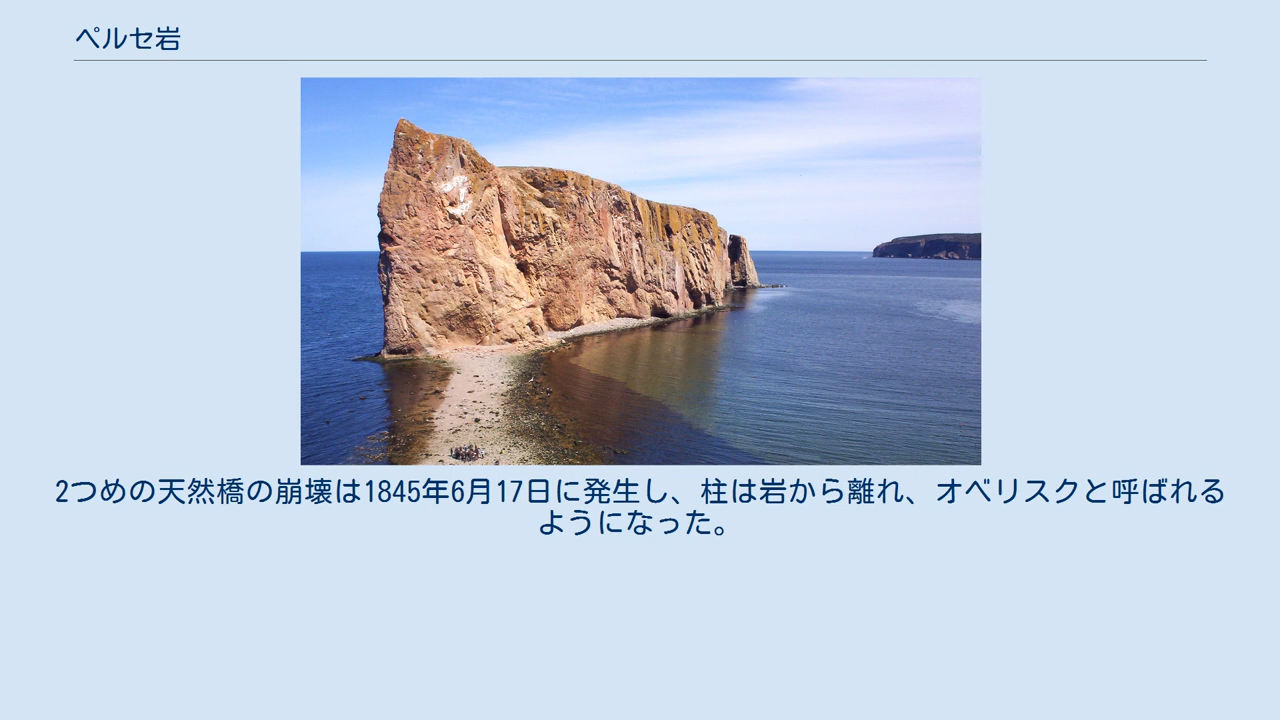 ペルセ岩
2つめの天然橋の崩壊は1845年6月17日に発生し、柱は岩から離れ、オベリスクと呼ばれる
ようになった。